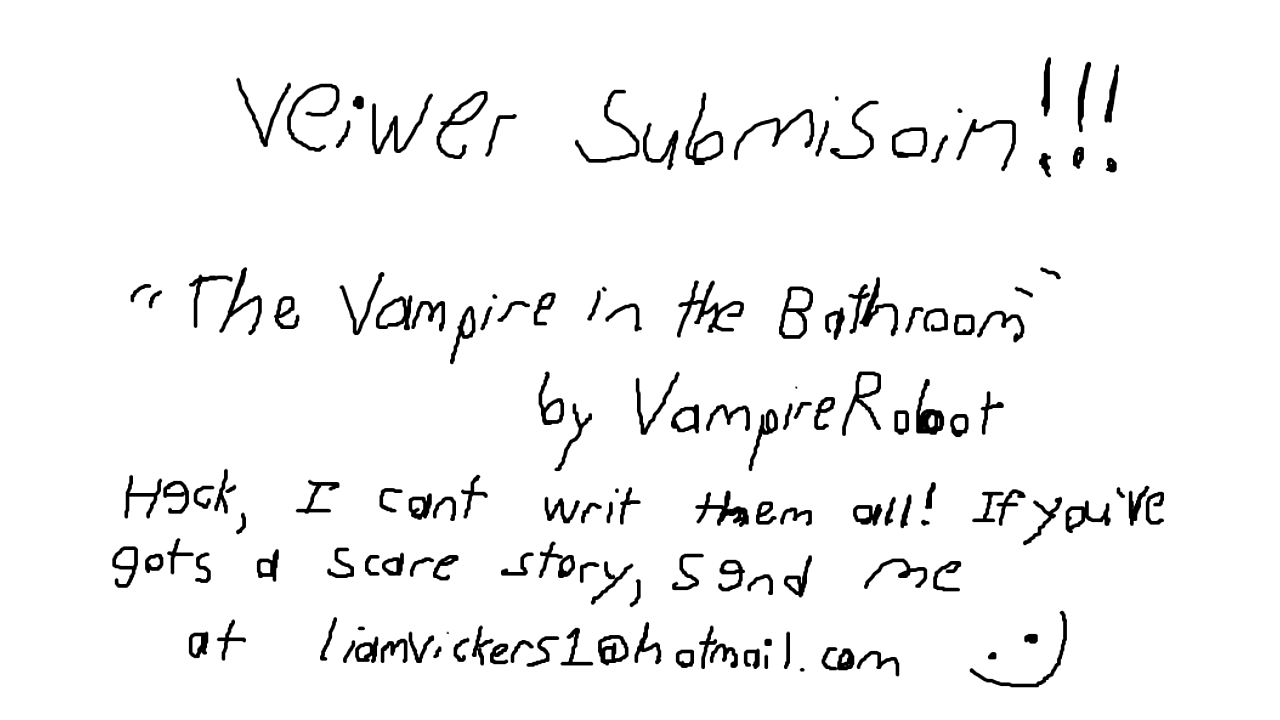 Veiwer Submisoin!!!
"The Vampire in the Bathroom"
by VampireRobot
Heck, I cant writ them all! If you've
gots a scare story, send me
at liamvickers1@hotmail.com :)